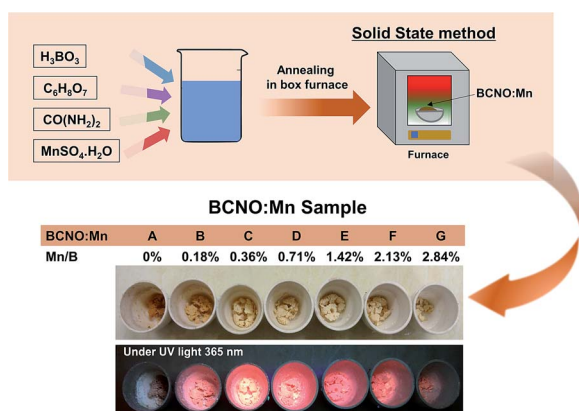 Solid State method
H3BO3
C6H8O7
CO(NH2)2
MnSO4.H2O
Annealing
in box furnace
BCNO:Mn
Furnace
BCNO:Mn Sample
BCNO:Mn A B C D E F G
Mn/B 0% 0.18% 0.36% 0.71% 1.42% 2.13% 2.84%
Under UV light 365 nm